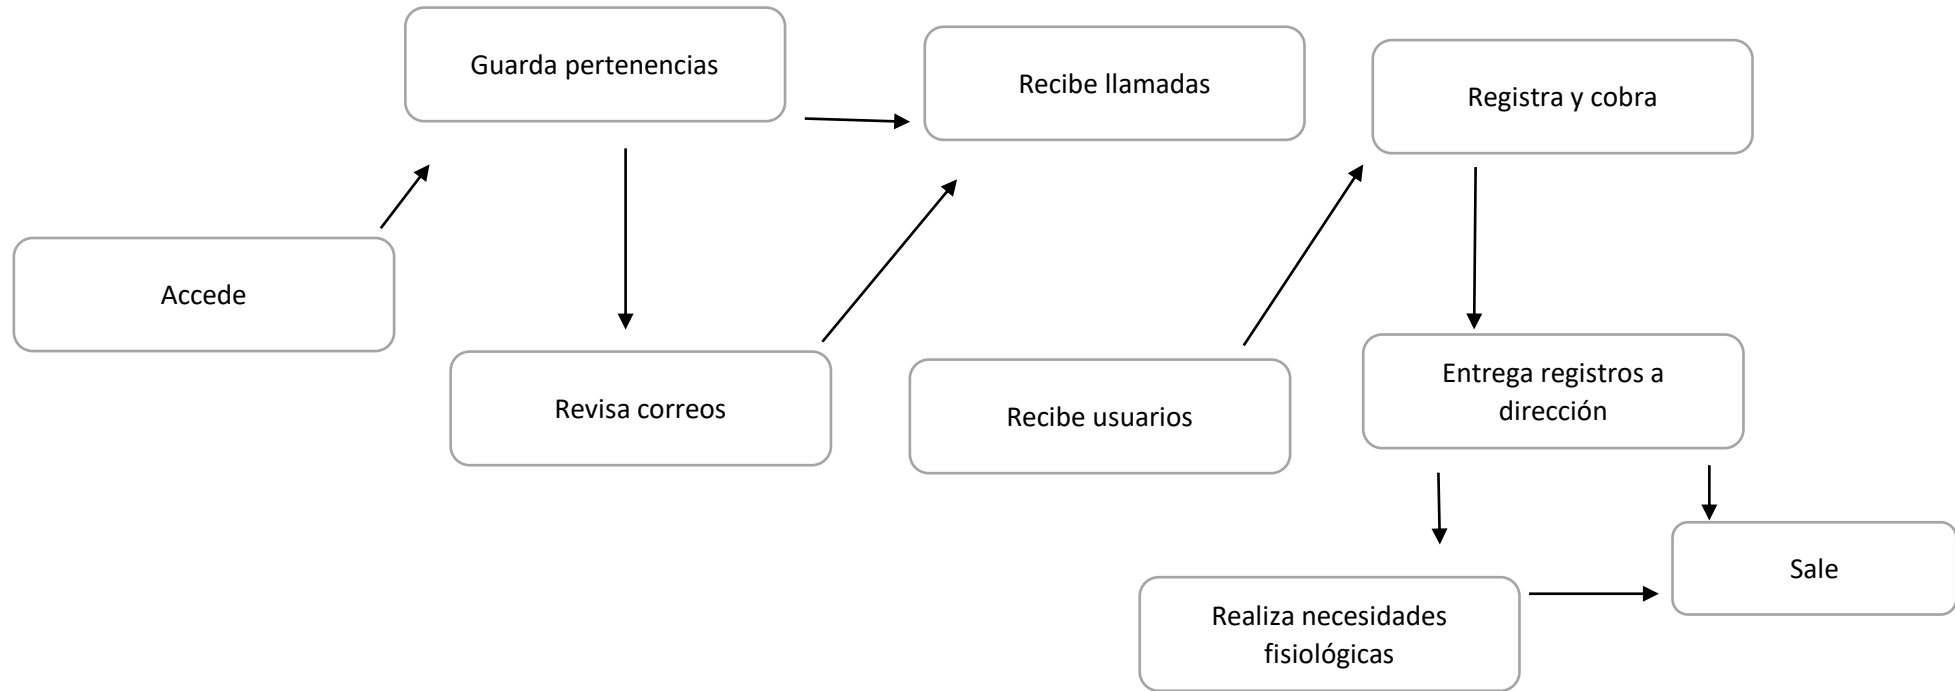 Guarda pertenencias
Recibe llamadas
Registra y cobra
Accede
Revisa correos
Recibe usuarios
Entrega registros a
dirección
Realiza necesidades
fisiológicas
Sale